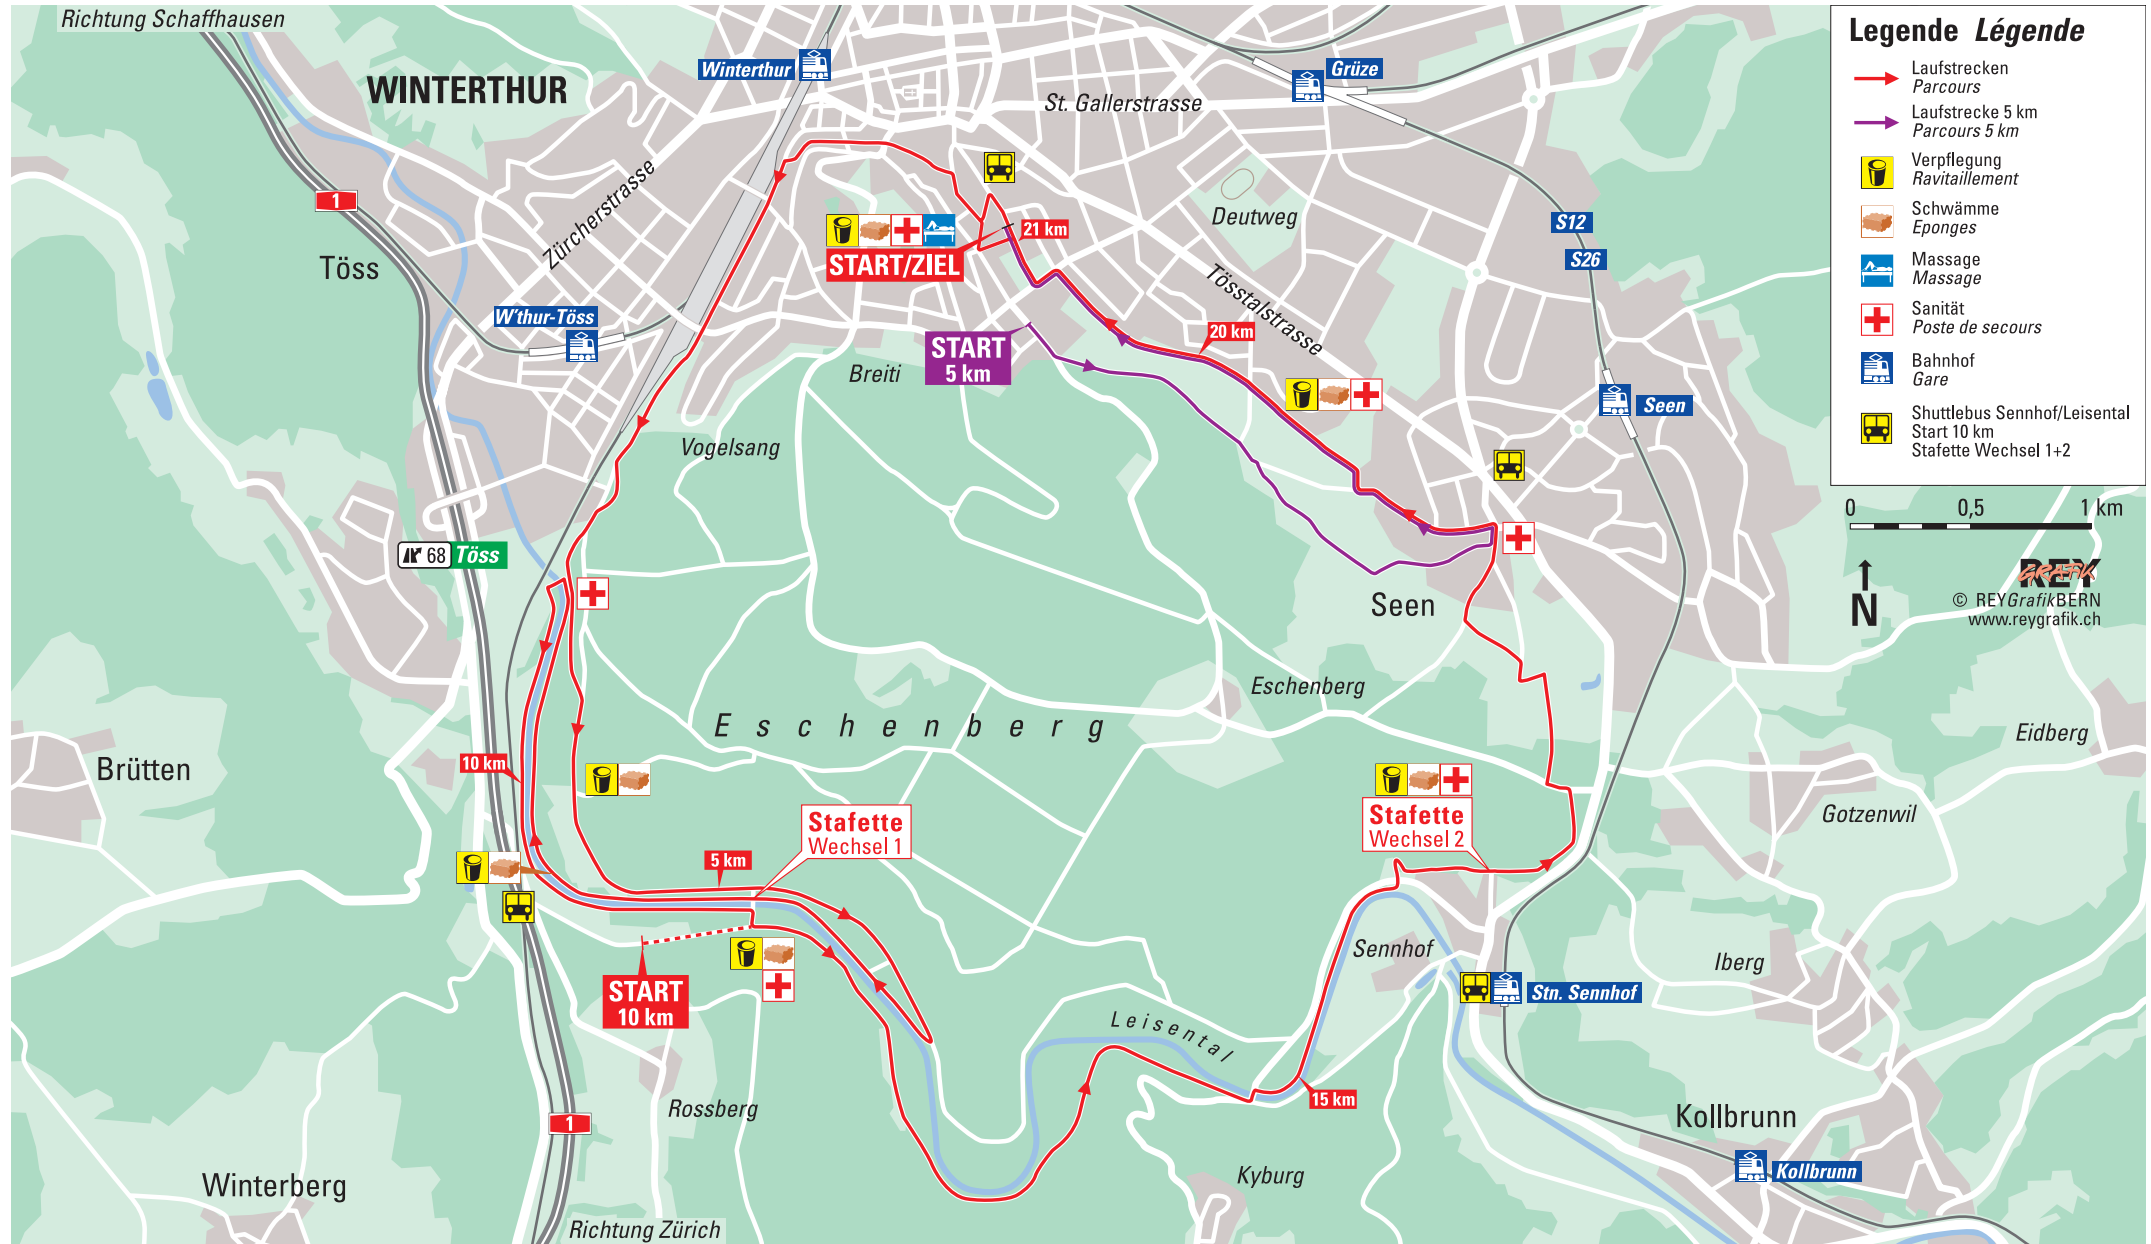 Richtung Schaffhausen
WINTERTHUR
Winterthur
Grüze
St. Gallerstrasse
Zürcherstrasse
1
Töss
Deutweg
S12
S26
21 km
START/ZIEL
Tösstalstrasse
W'thur-Töss
20 km
START
5 km
Breiti
Seen
Vogelsang
68 Töss
Seen
Eschenberg
Eschenberg
Eidberg
Brütten
10 km
Gotzenwil
Stafette
Wechsel 1
Stafette
Wechsel 2
5 km
Sennhof
Iberg
START
10 km
Stn. Sennhof
Leisental
Rossberg
15 km
1
Kollbrunn
Kyburg
Kollbrunn
Winterberg
Richtung Zürich
Legende Légende
Laufstrecken
Parcours
Laufstrecke 5 km
Parcours 5 km
Verpflegung
Ravitaillement
Schwämme
Eponges
Massage
Massage
Sanität
Poste de secours
Bahnhof
Gare
Shuttlebus Sennhof/Leisental
Start 10 km
Stafette Wechsel 1+2
0 0,5 1 km
N
REY
GRAFIK
© REYGrafikBERN
www.reygrafik.ch